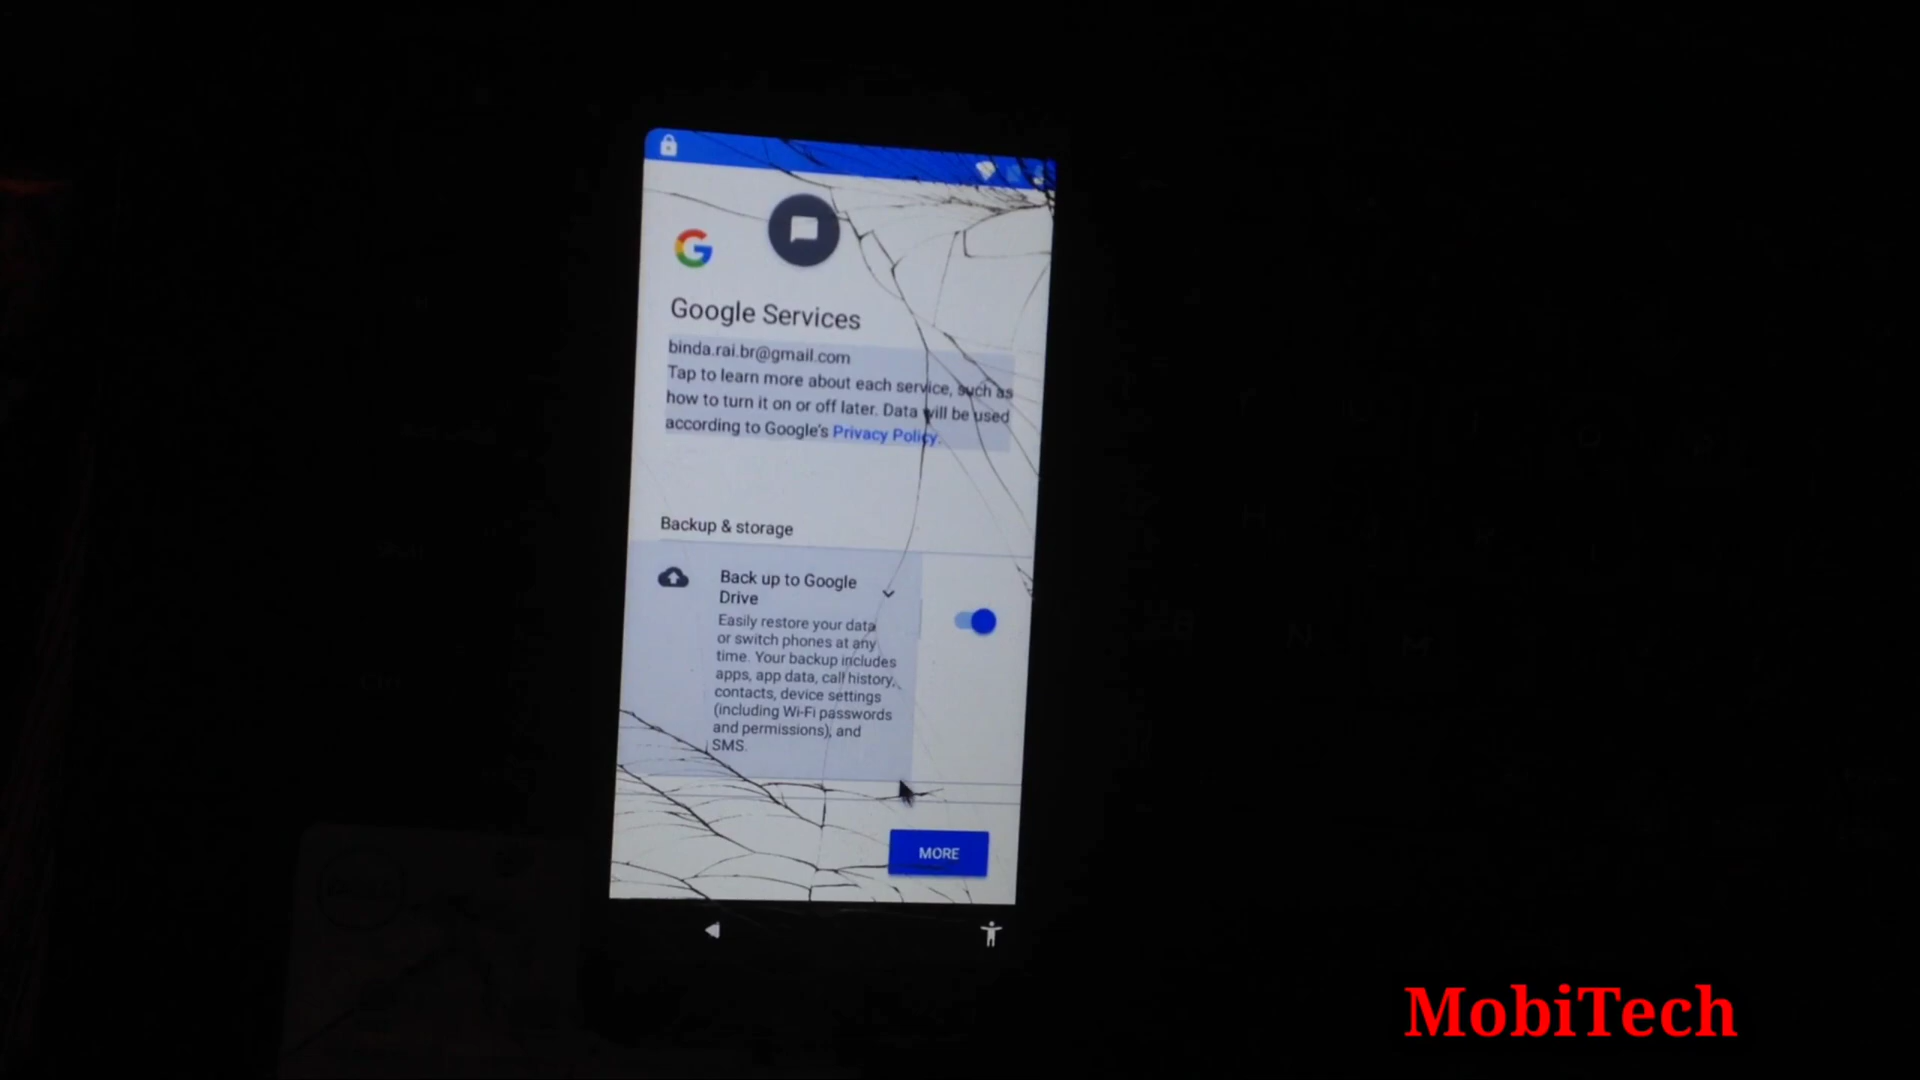 Google Services
binda.rai.br@gmail.com
Tap to learn more about each service, such as
how to turn it on or off later. Data will be used
according to Google's Privacy Policy.
Backup & storage
Back up to Google
Drive
Easily restore your data
or switch phones at any
time. Your backup includes
apps, app data, call history,
contacts, device settings
(including Wi-Fi passwords
and permissions), and
SMS.
MORE
MobiTech